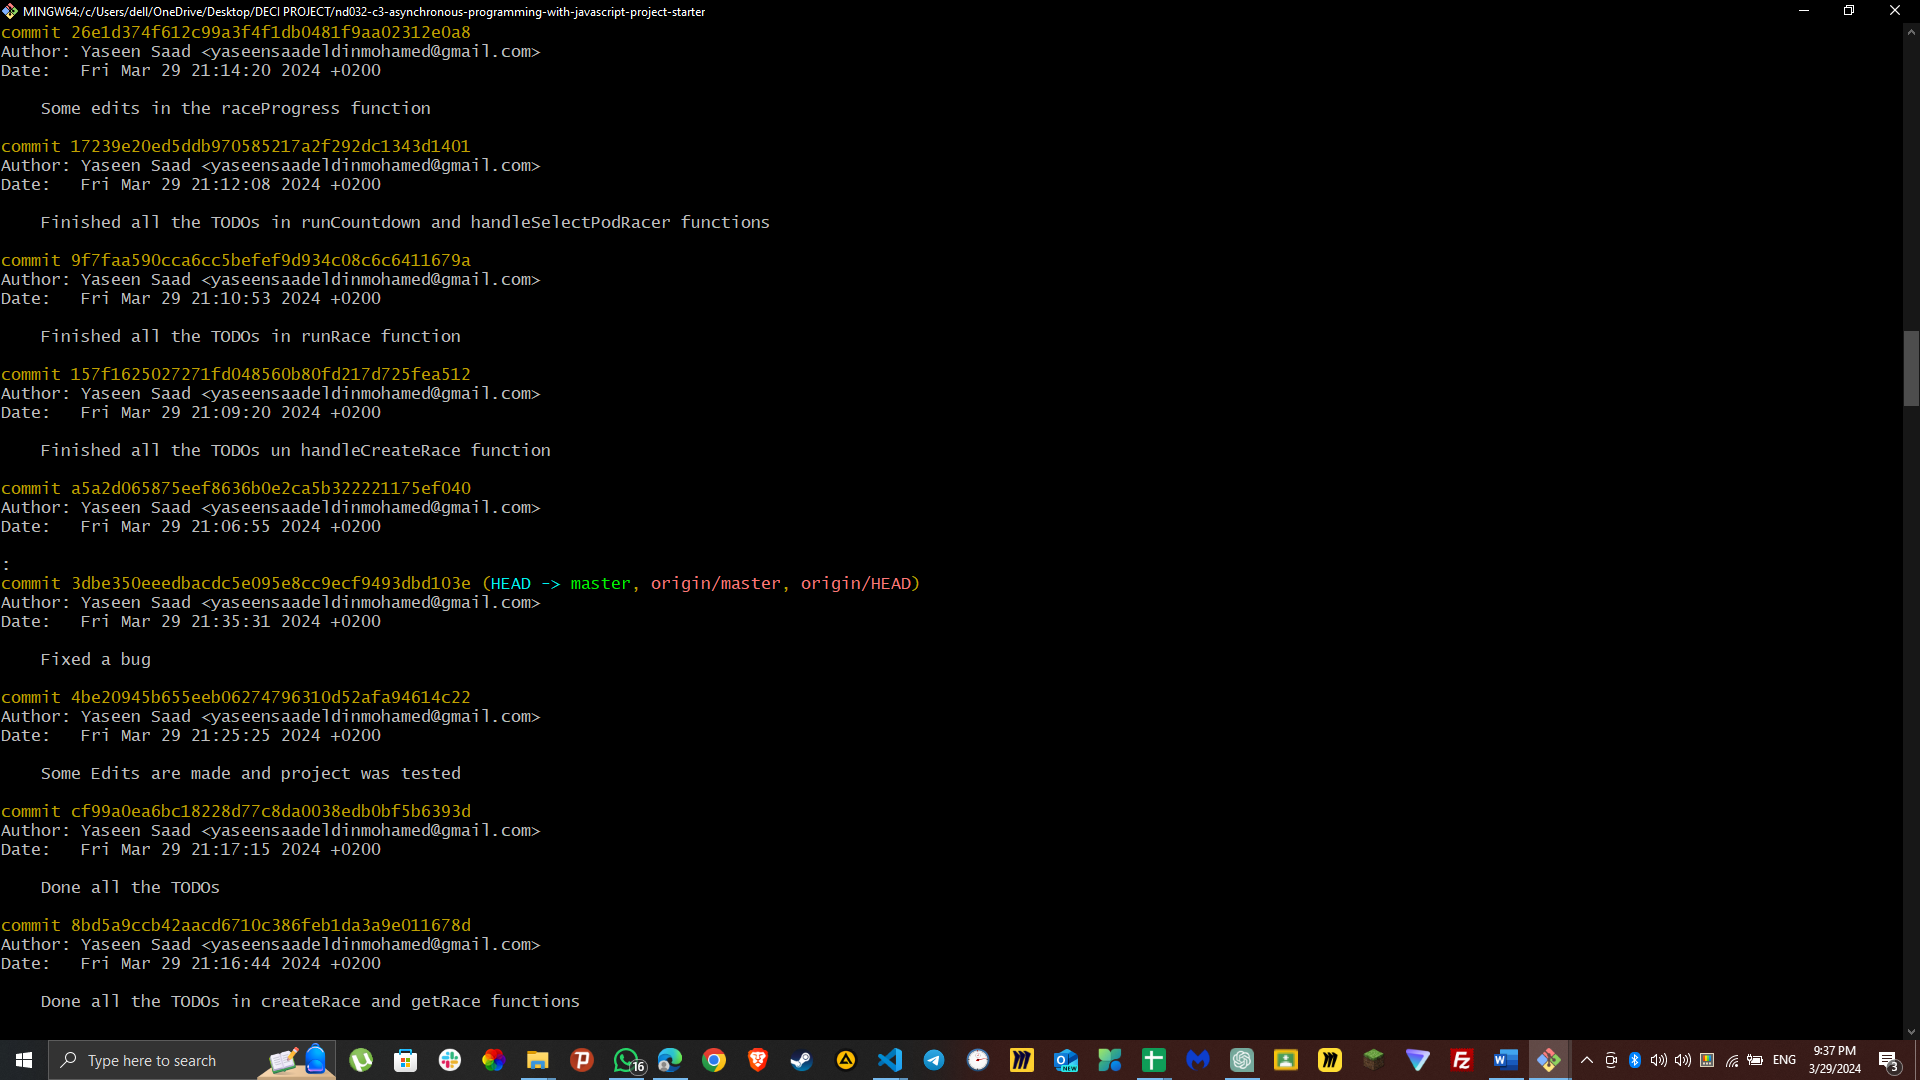 MINGW64:/c/Users/dell/OneDrive/Desktop/DECI PROJECT/nd032-c3-asynchronous-programming-with-javascript-project-starter
commit 26e1d374f612c99a3f4f1db0481f9aa02312e0a8
Author: Yaseen Saad <yaseensaadeldinmohamed@gmail.com>
Date:   Fri Mar 29 21:14:20 2024 +0200
Some edits in the raceProgress function
commit 17239e20ed5ddb970585217a2f292dc1343d1401
Author: Yaseen Saad <yaseensaadeldinmohamed@gmail.com>
Date:   Fri Mar 29 21:12:08 2024 +0200
Finished all the TODOs in runCountdown and handleSelectPodRacer functions
commit 9f7faa590cca6cc5befef9d934c08c6c6411679a
Author: Yaseen Saad <yaseensaadeldinmohamed@gmail.com>
Date:   Fri Mar 29 21:10:53 2024 +0200
Finished all the TODOs in runRace function
commit 157f1625027271fd048560b80fd217d725fea512
Author: Yaseen Saad <yaseensaadeldinmohamed@gmail.com>
Date:   Fri Mar 29 21:09:20 2024 +0200
Finished all the TODOs un handleCreateRace function
commit a5a2d065875eef8636b0e2ca5b322221175ef040
Author: Yaseen Saad <yaseensaadeldinmohamed@gmail.com>
Date:   Fri Mar 29 21:06:55 2024 +0200
:
commit 3dbe350eeedbacdc5e095e8cc9ecf9493dbd103e (HEAD -> master, origin/master, origin/HEAD)
Author: Yaseen Saad <yaseensaadeldinmohamed@gmail.com>
Date:   Fri Mar 29 21:35:31 2024 +0200
Fixed a bug
commit 4be20945b655eeb06274796310d52afa94614c22
Author: Yaseen Saad <yaseensaadeldinmohamed@gmail.com>
Date:   Fri Mar 29 21:25:25 2024 +0200
Some Edits are made and project was tested
commit cf99a0ea6bc18228d77c8da0038edb0bf5b6393d
Author: Yaseen Saad <yaseensaadeldinmohamed@gmail.com>
Date:   Fri Mar 29 21:17:15 2024 +0200
Done all the TODOs
commit 8bd5a9ccb42aacd6710c386feb1da3a9e011678d
Author: Yaseen Saad <yaseensaadeldinmohamed@gmail.com>
Date:   Fri Mar 29 21:16:44 2024 +0200
Done all the TODOs in createRace and getRace functions
Type here to search
16
NEW
ENG
9:37 PM
3/29/2024
3